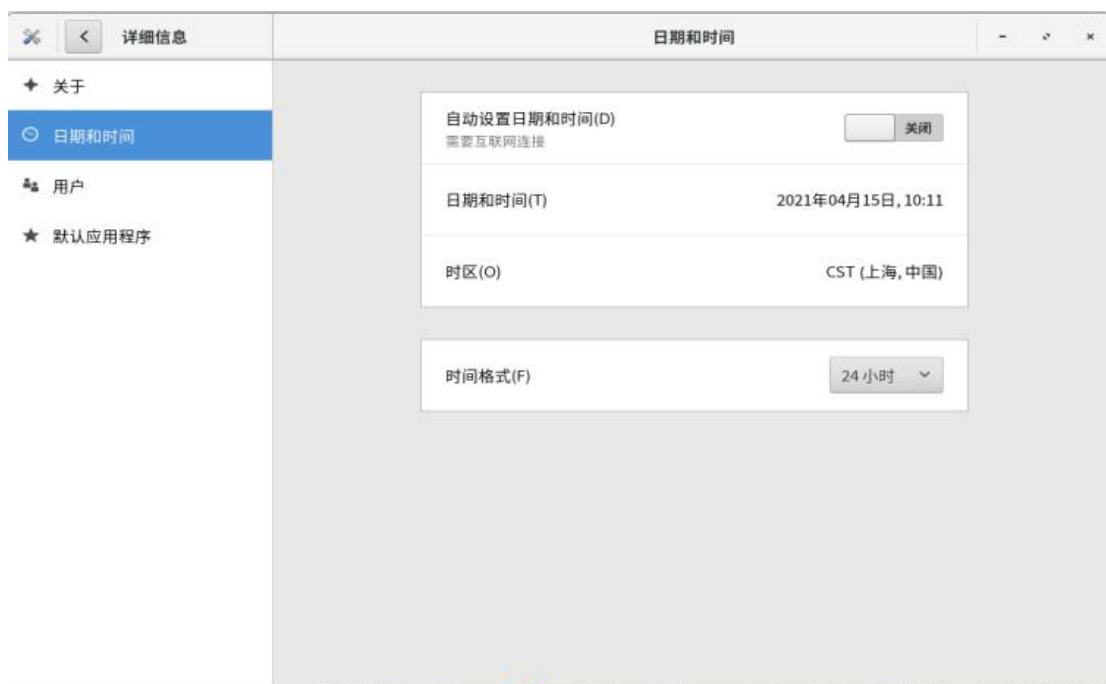 详细信息
日期和时间
关于
日期和时间
用户
默认应用程序
自动设置日期和时间(D)
关闭
需要互联网连接
日期和时间(T)
2021年04月15日, 10:11
时区(O)
CST (上海, 中国)
时间格式(F)
24 小时